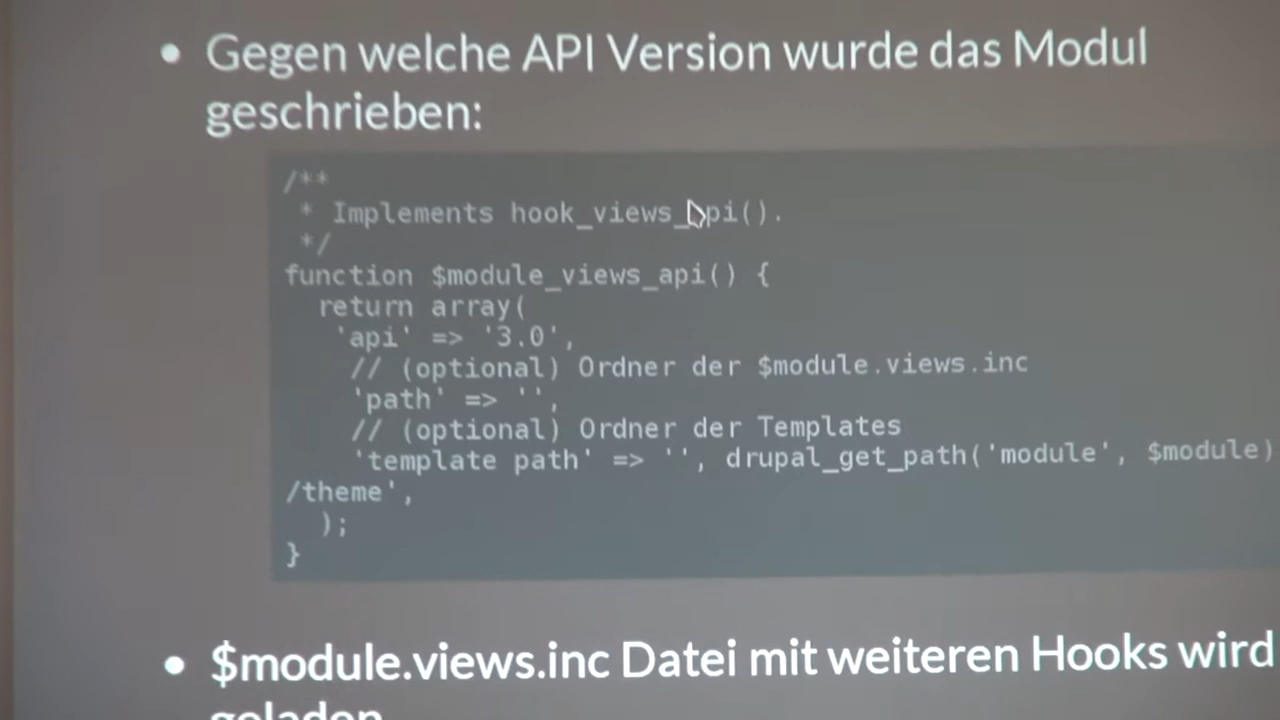 Gegen welche API Version wurde das Modul
geschrieben:
/**
 * Implements hook_views_api().
 */
function $module_views_api() {
  return array(
    'api' => '3.0',
    // (optional) Ordner der $module.views.inc
    'path' => '',
    // (optional) Ordner der Templates
    'template path' => '', drupal_get_path('module', $module)
/theme',
  );
}
$module.views.inc Datei mit weiteren Hooks wird
geladen